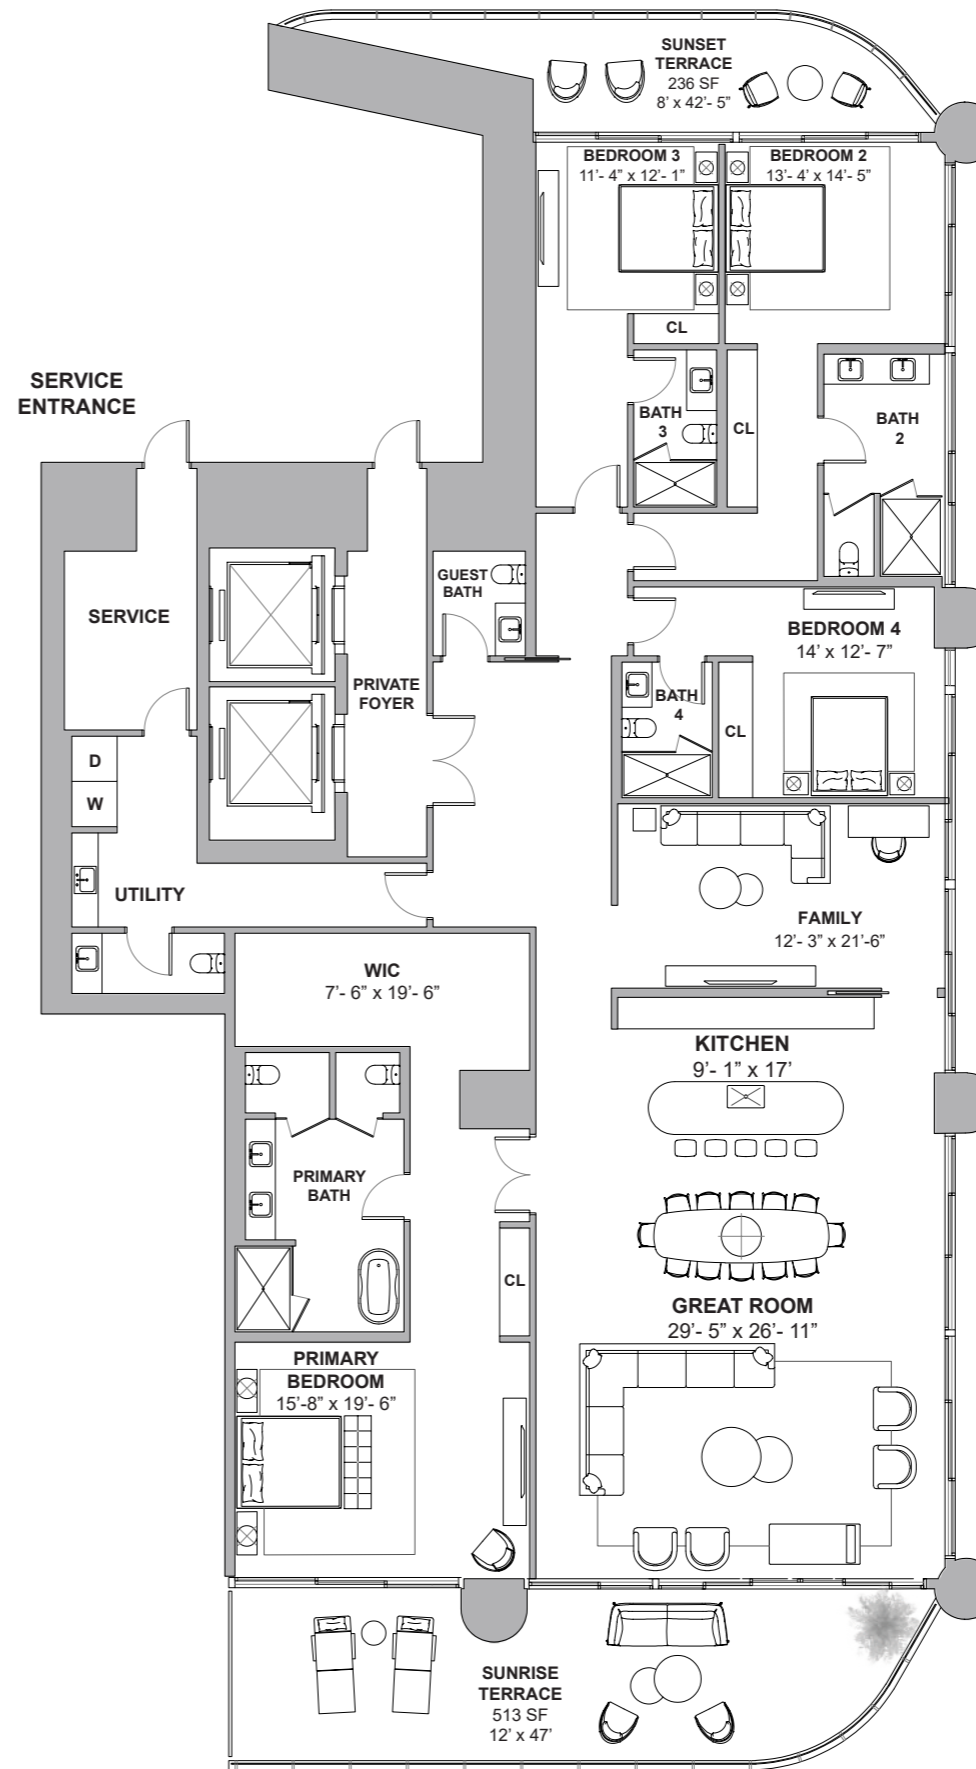 SUNSET
TERRACE
236 SF
8’ x 42’- 5”
BEDROOM 3
11’- 4” x 12’- 1”
BEDROOM 2
13’- 4’ x 14’- 5”
CL
SERVICE
ENTRANCE
BATH
3
CL
BATH
2
GUEST
BATH
SERVICE
BEDROOM 4
14’ x 12’- 7”
PRIVATE
FOYER
BATH
4
CL
D
W
UTILITY
FAMILY
12’- 3” x 21’-6”
WIC
7’- 6” x 19’- 6”
KITCHEN
9’- 1” x 17’
PRIMARY
BATH
CL
GREAT ROOM
29’- 5” x 26’- 11”
PRIMARY
BEDROOM
15’-8” x 19’- 6”
SUNRISE
TERRACE
513 SF
12’ x 47’